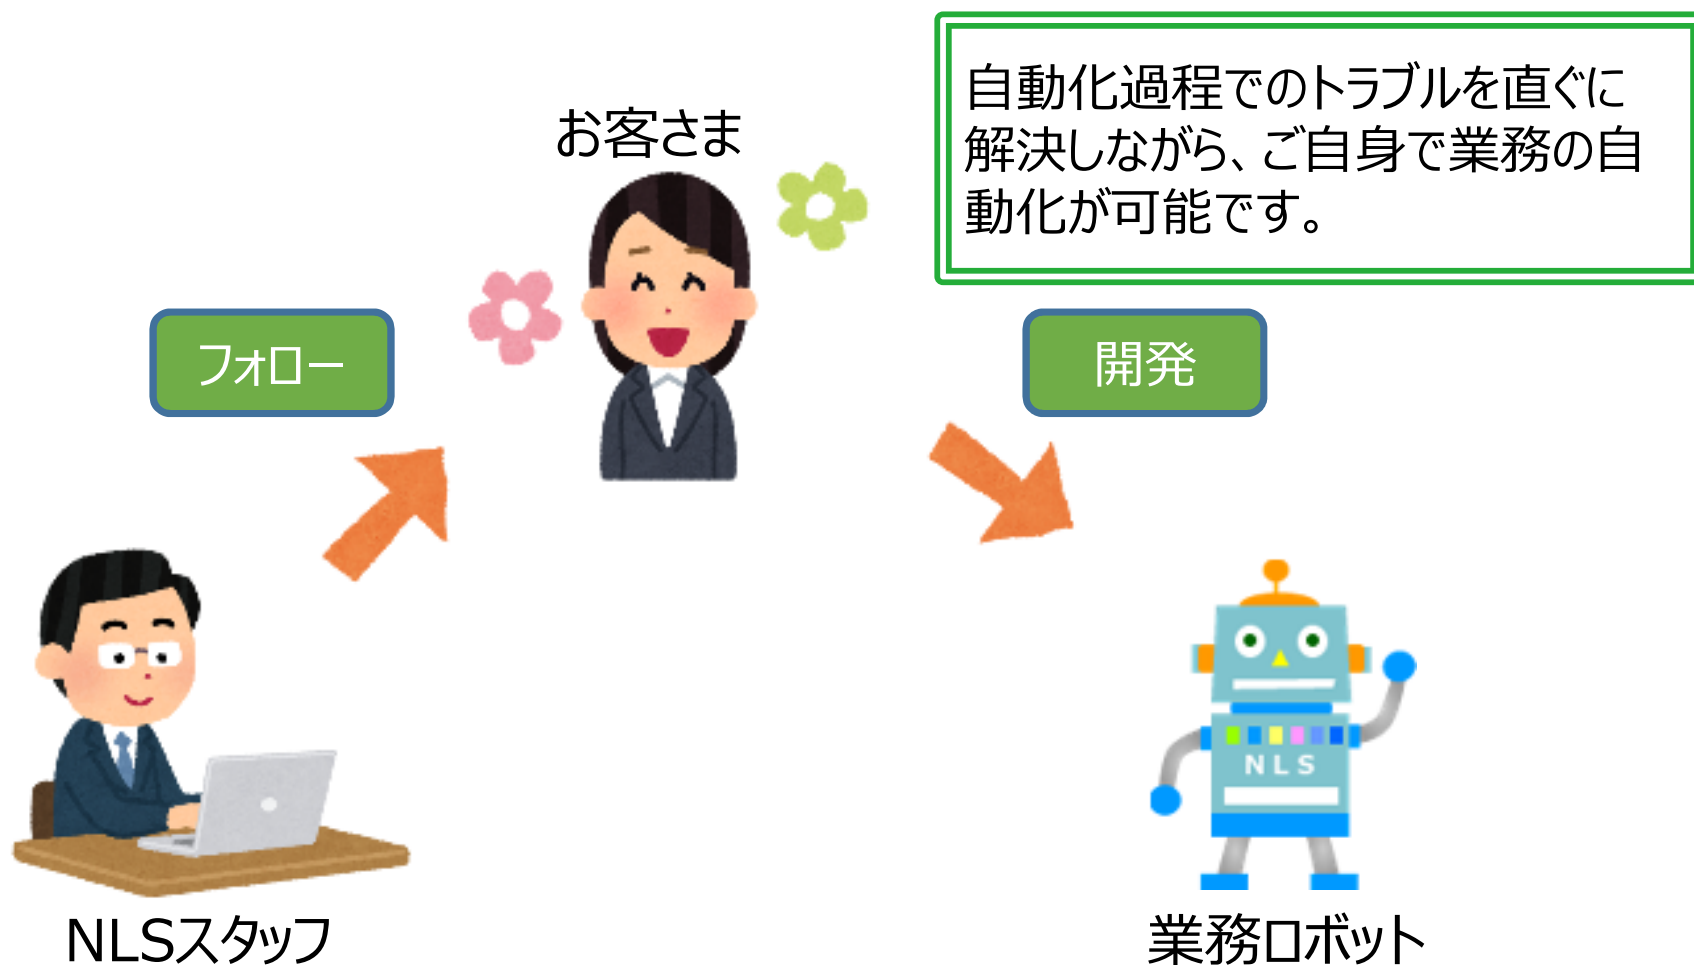 お客さま
自動化過程でのトラブルを直ぐに
解決しながら、ご自身で業務の自
動化が可能です。
フォロー
開発
NLS
NLSスタッフ
業務ロボット